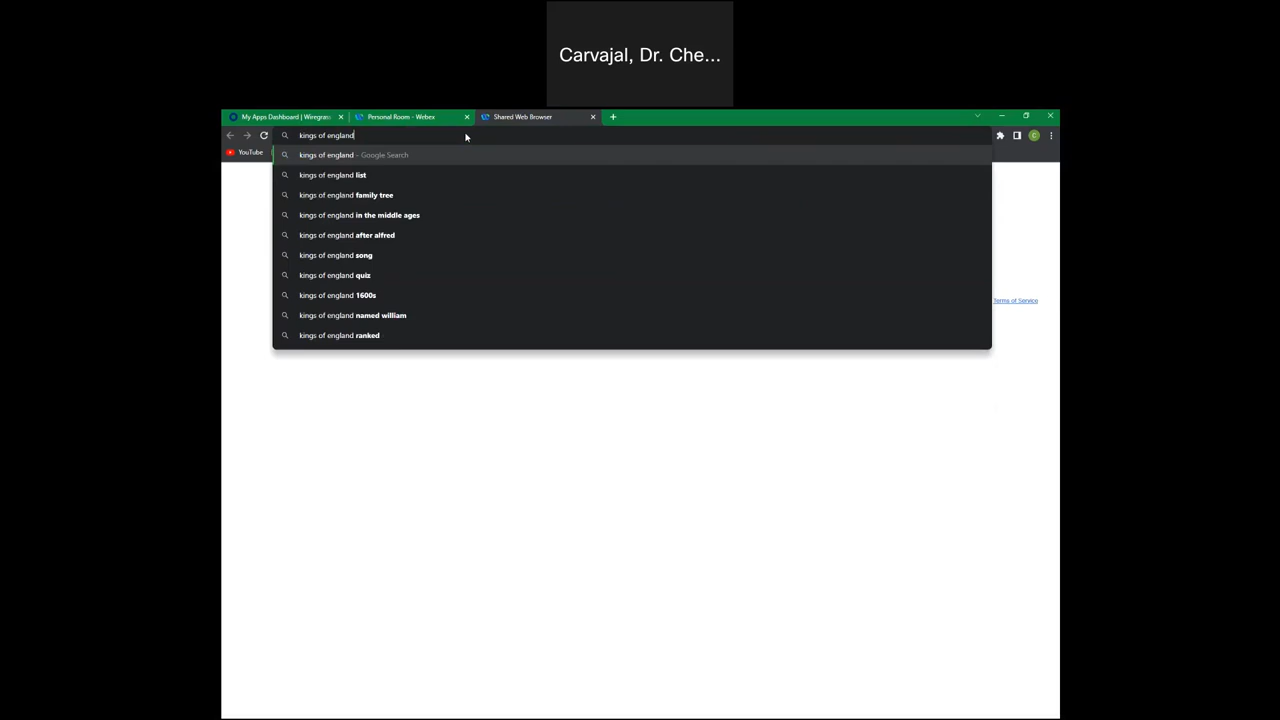 Carvajal, Dr. Che...
My Apps Dashboard | Wiregrass
Personal Room - Webex
Shared Web Browser
kings of england
YouTube
kings of england - Google Search
kings of england list
kings of england family tree
kings of england in the middle ages
kings of england after alfred
kings of england song
kings of england quiz
kings of england 1600s
Terms of Service
kings of england named william
kings of england ranked